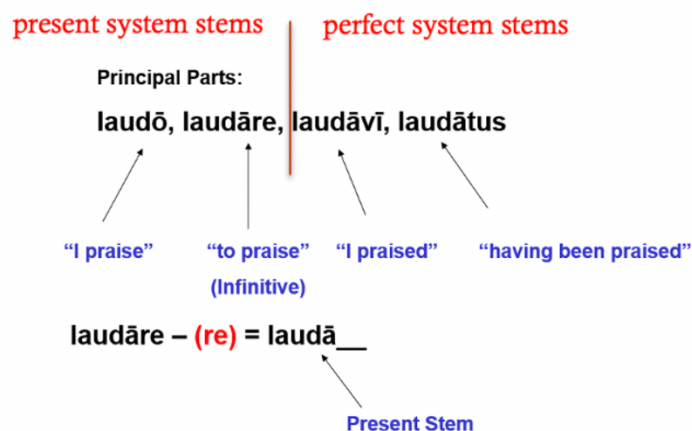 present system stems perfect system stems
Principal Parts:
laudō, laudāre, laudāvī, laudātus
“I praise” “to praise” “I praised” “having been praised”
(Infinitive)
laudāre – (re) = laudā__
Present Stem